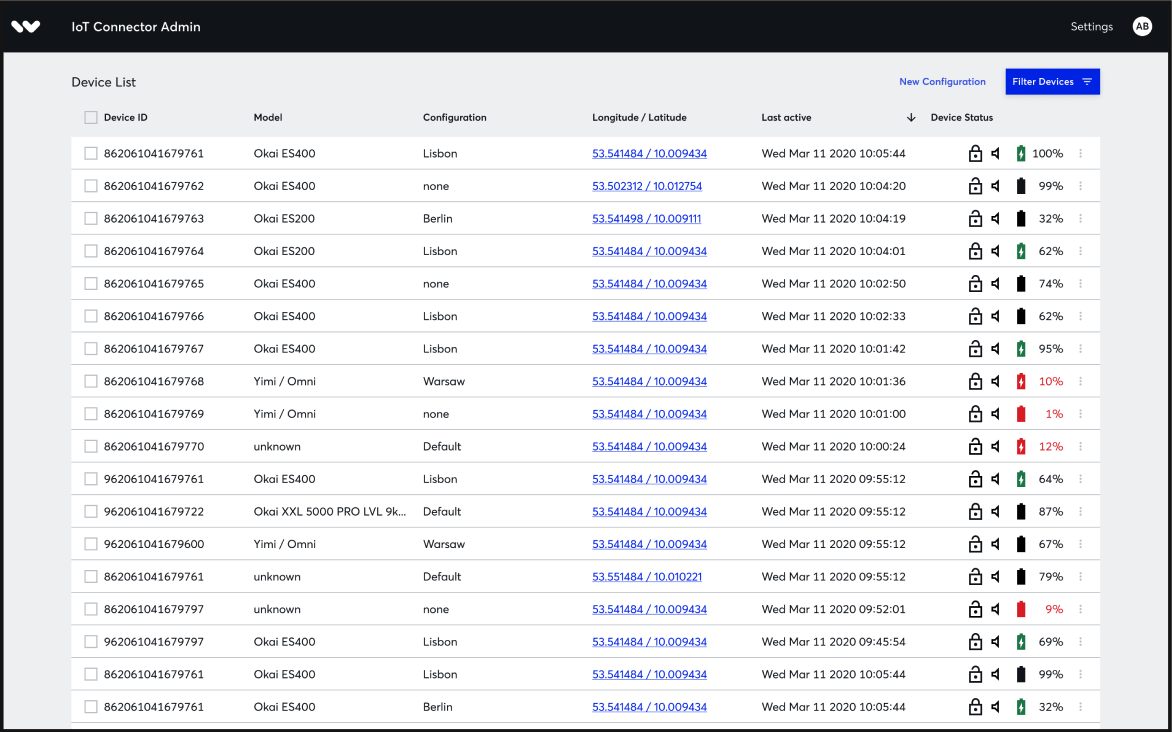 IoT Connector Admin Settings AB
Device List New Configuration Filter Devices
Device ID Model Configuration Longitude / Latitude Last active Device Status
862061041679761 Okai ES400 Lisbon 53.541484 / 10.009434 Wed Mar 11 2020 10:05:44 100%
862061041679762 Okai ES400 none 53.502312 / 10.012754 Wed Mar 11 2020 10:04:20 99%
862061041679763 Okai ES200 Berlin 53.541498 / 10.009111 Wed Mar 11 2020 10:04:19 32%
862061041679764 Okai ES200 Lisbon 53.541484 / 10.009434 Wed Mar 11 2020 10:04:01 62%
862061041679765 Okai ES400 none 53.541484 / 10.009434 Wed Mar 11 2020 10:02:50 74%
862061041679766 Okai ES400 Lisbon 53.541484 / 10.009434 Wed Mar 11 2020 10:02:33 62%
862061041679767 Okai ES400 Lisbon 53.541484 / 10.009434 Wed Mar 11 2020 10:01:42 95%
862061041679768 Yimi / Omni Warsaw 53.541484 / 10.009434 Wed Mar 11 2020 10:01:36 10%
862061041679769 Yimi / Omni none 53.541484 / 10.009434 Wed Mar 11 2020 10:01:00 1%
862061041679770 unknown Default 53.541484 / 10.009434 Wed Mar 11 2020 10:00:24 12%
962061041679761 Okai ES400 Lisbon 53.541484 / 10.009434 Wed Mar 11 2020 09:55:12 64%
962061041679722 Okai XXL 5000 PRO LVL 9k... Default 53.541484 / 10.009434 Wed Mar 11 2020 09:55:12 87%
962061041679600 Yimi / Omni Warsaw 53.541484 / 10.009434 Wed Mar 11 2020 09:55:12 67%
862061041679761 unknown Default 53.551484 / 10.010221 Wed Mar 11 2020 09:55:12 79%
862061041679797 unknown none 53.541484 / 10.009434 Wed Mar 11 2020 09:52:01 9%
962061041679797 Okai ES400 Lisbon 53.541484 / 10.009434 Wed Mar 11 2020 09:45:54 69%
862061041679761 Okai ES400 Lisbon 53.541484 / 10.009434 Wed Mar 11 2020 10:05:44 99%
862061041679761 Okai ES400 Berlin 53.541484 / 10.009434 Wed Mar 11 2020 10:05:44 32%